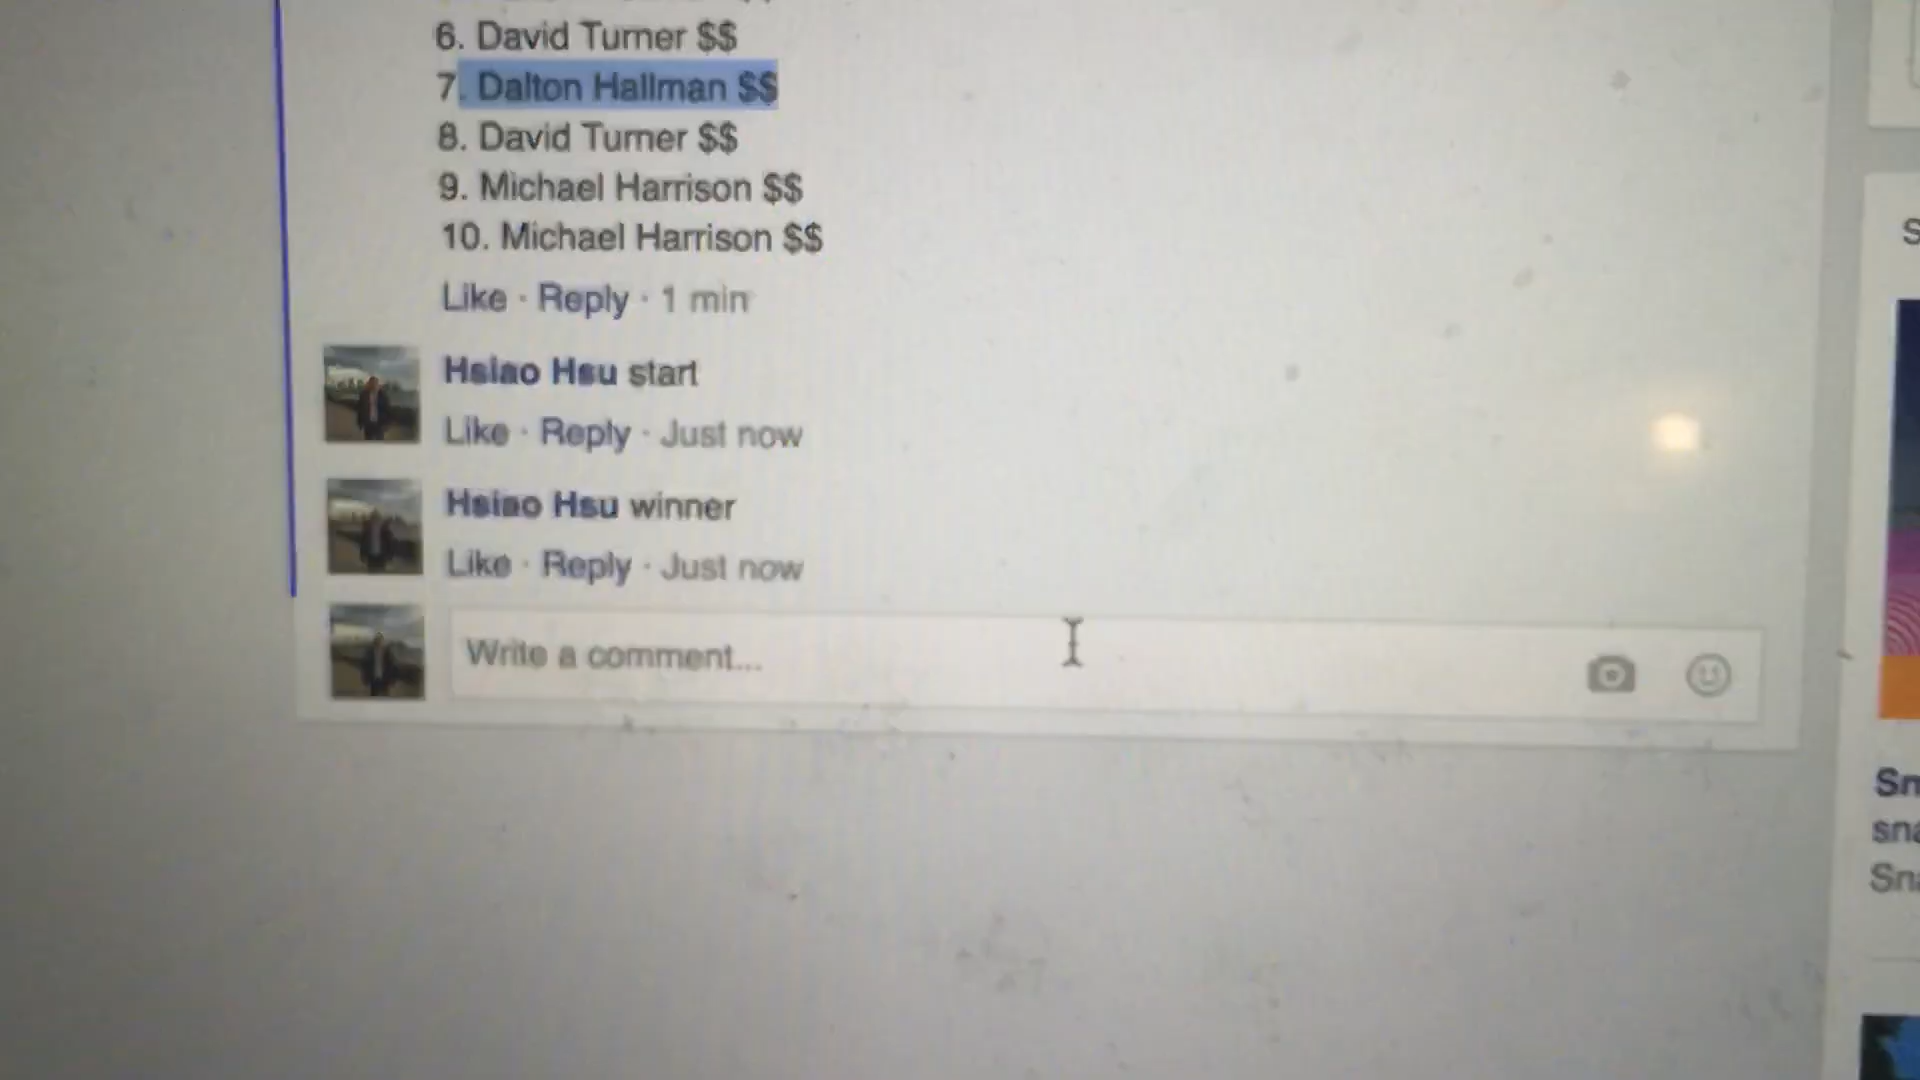 6. David Turner $$
7. Dalton Hallman $$
8. David Turner $$
9. Michael Harrison $$
10. Michael Harrison $$
Like · Reply · 1 min
Hsiao Hsu start
Like · Reply · Just now
Hsiao Hsu winner
Like · Reply · Just now
Write a comment...